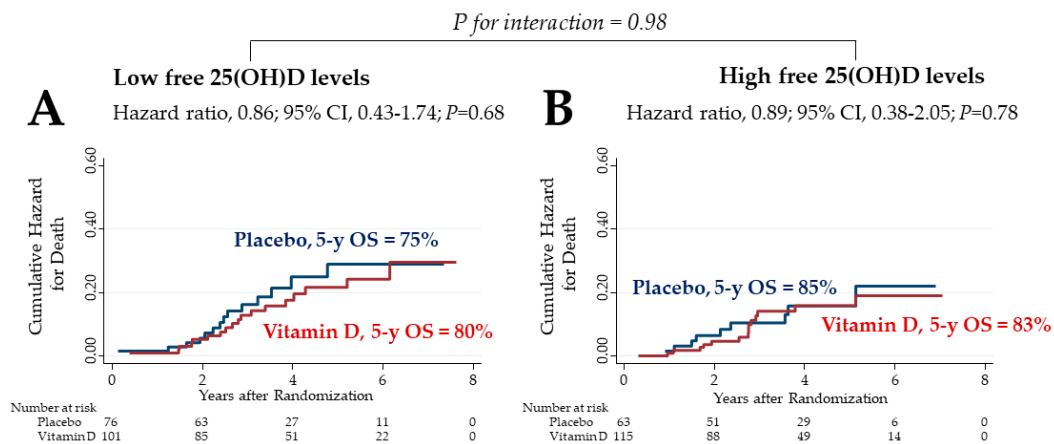 P for interaction = 0.98
Low free 25(OH)D levels
A
Hazard ratio, 0.86; 95% CI, 0.43-1.74; P=0.68
Cumulative Hazard
for Death
0.60
0.40
0.20
0.00
Placebo, 5-y OS = 75%
Vitamin D, 5-y OS = 80%
0 2 4 6 8
Years after Randomization
Number at risk
Placebo 76 63 27 11 0
Vitamin D 101 85 51 22 0
High free 25(OH)D levels
B
Hazard ratio, 0.89; 95% CI, 0.38-2.05; P=0.78
Cumulative Hazard
for Death
0.60
0.40
0.20
0.00
Placebo, 5-y OS = 85%
Vitamin D, 5-y OS = 83%
0 2 4 6 8
Years after Randomization
Number at risk
Placebo 63 51 29 6 0
Vitamin D 115 88 49 14 0